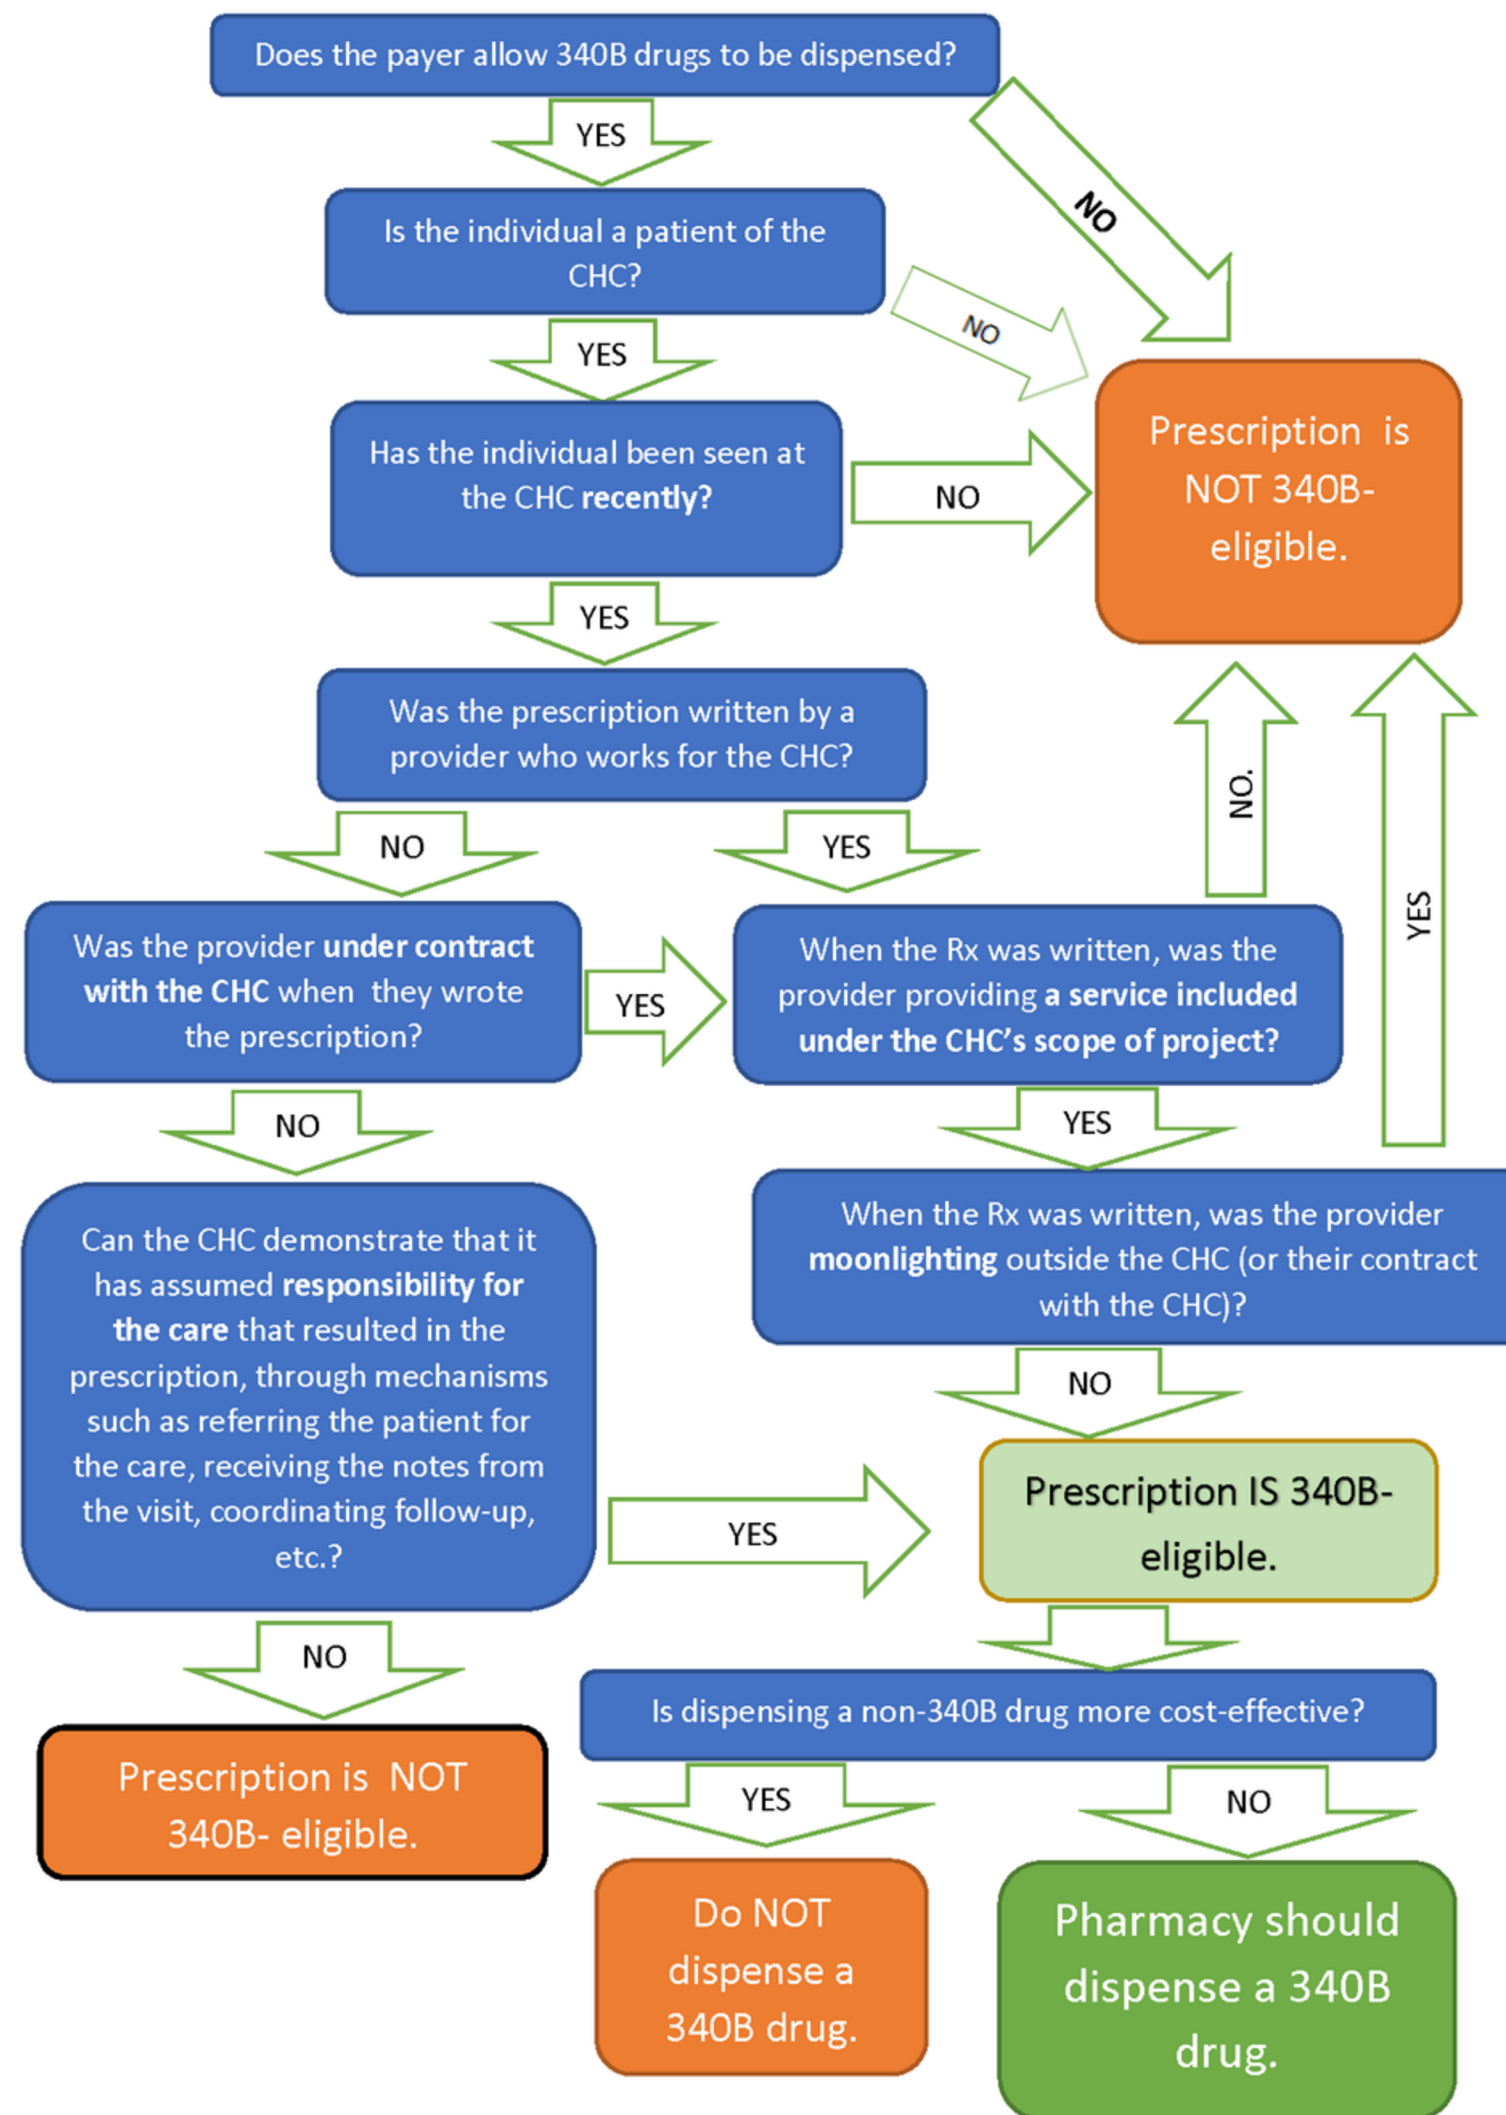 Does the payer allow 340B drugs to be dispensed?
YES
NO
Is the individual a patient of the
CHC?
NO
YES
Has the individual been seen at
the CHC recently?
NO
Prescription is
NOT 340B-
eligible.
YES
Was the prescription written by a
provider who works for the CHC?
NO
YES
NO.
YES
Was the provider under contract
with the CHC when they wrote
the prescription?
YES
When the Rx was written, was the
provider providing a service included
under the CHC’s scope of project?
NO
YES
Can the CHC demonstrate that it
has assumed responsibility for
the care that resulted in the
prescription, through mechanisms
such as referring the patient for
the care, receiving the notes from
the visit, coordinating follow-up,
etc.?
When the Rx was written, was the provider
moonlighting outside the CHC (or their contract
with the CHC)?
NO
YES
Prescription IS 340B-
eligible.
NO
Prescription is NOT
340B- eligible.
Is dispensing a non-340B drug more cost-effective?
YES
NO
Do NOT
dispense a
340B drug.
Pharmacy should
dispense a 340B
drug.